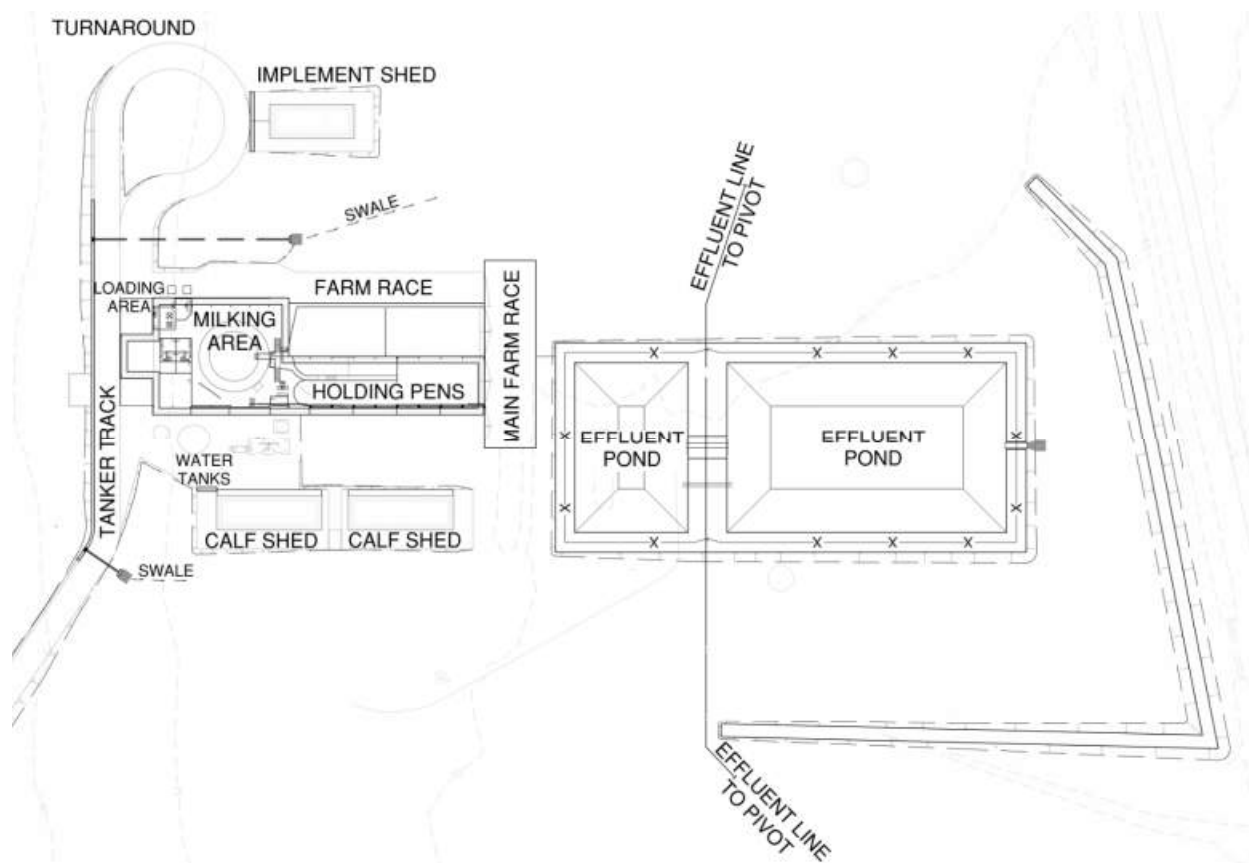 TURNAROUND
IMPLEMENT SHED
SWALE
EFFLUENT LINE
TO PIVOT
LOADING
AREA
FARM RACE
MILKING
AREA
MAIN FARM RACE
HOLDING PENS
TANKER TRACK
EFFLUENT
POND
EFFLUENT
POND
WATER
TANKS
CALF SHED
CALF SHED
SWALE
EFFLUENT LINE
TO PIVOT